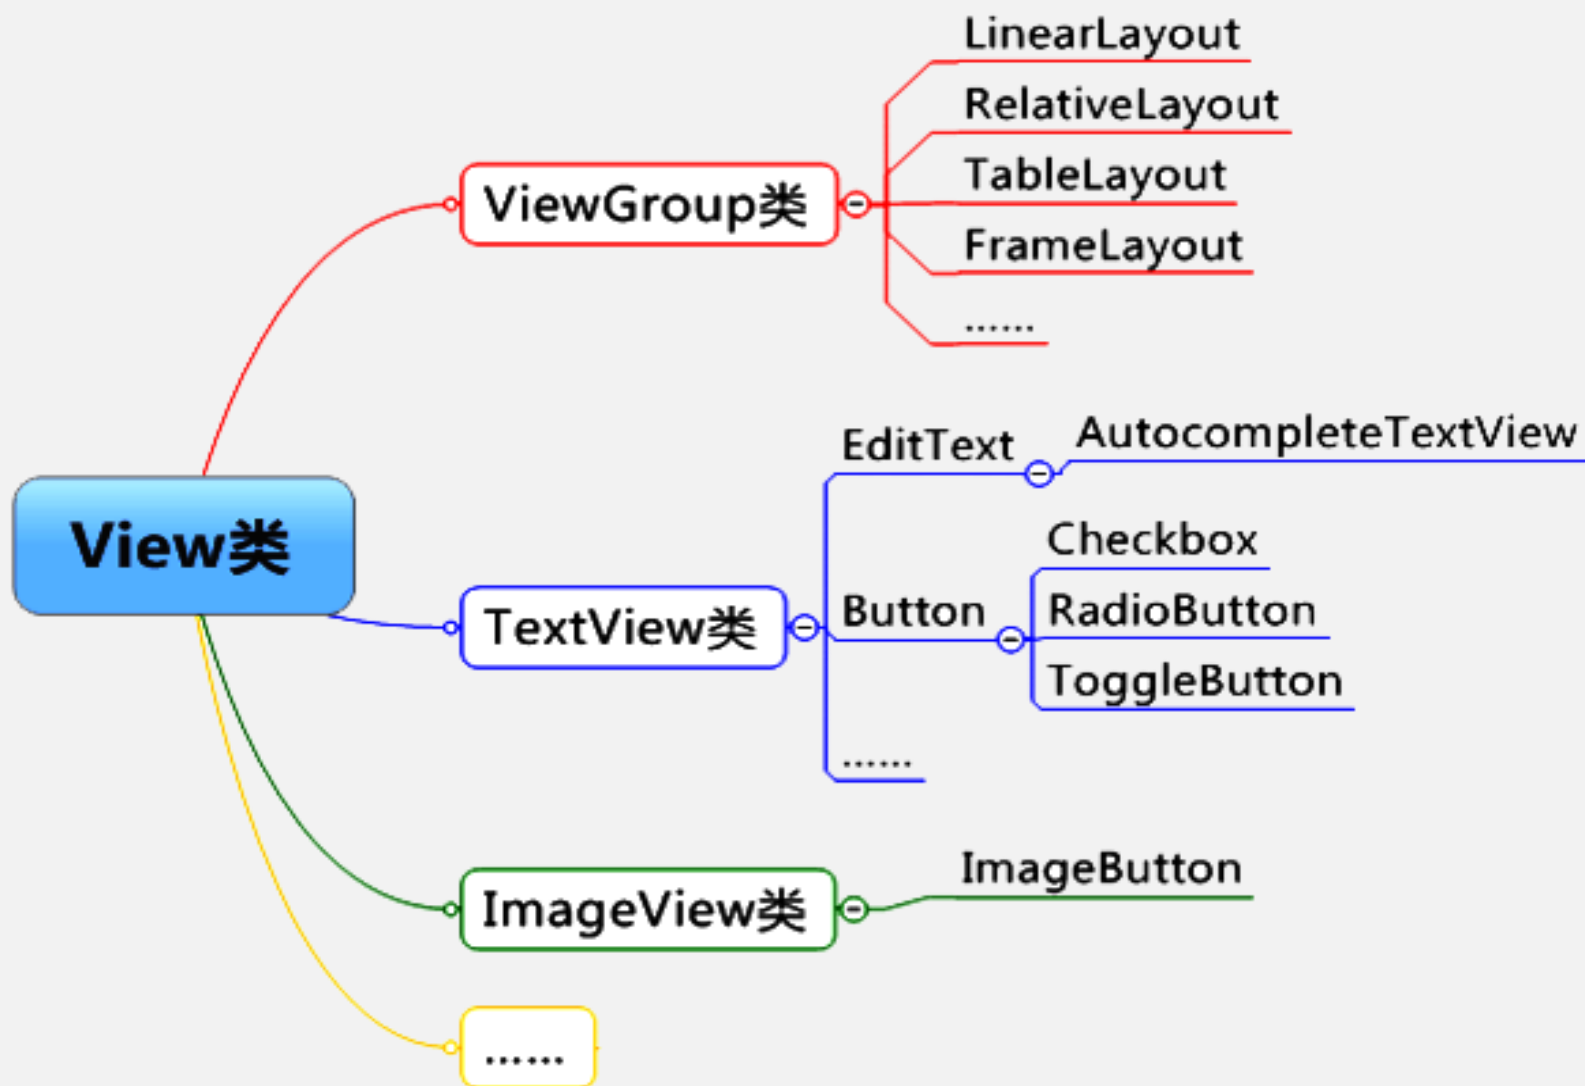 LinearLayout
RelativeLayout
ViewGroup类
TableLayout
FrameLayout
……
View类
EditText
AutocompleteTextView
Checkbox
TextView类
Button
RadioButton
ToggleButton
……
ImageView类
ImageButton
……